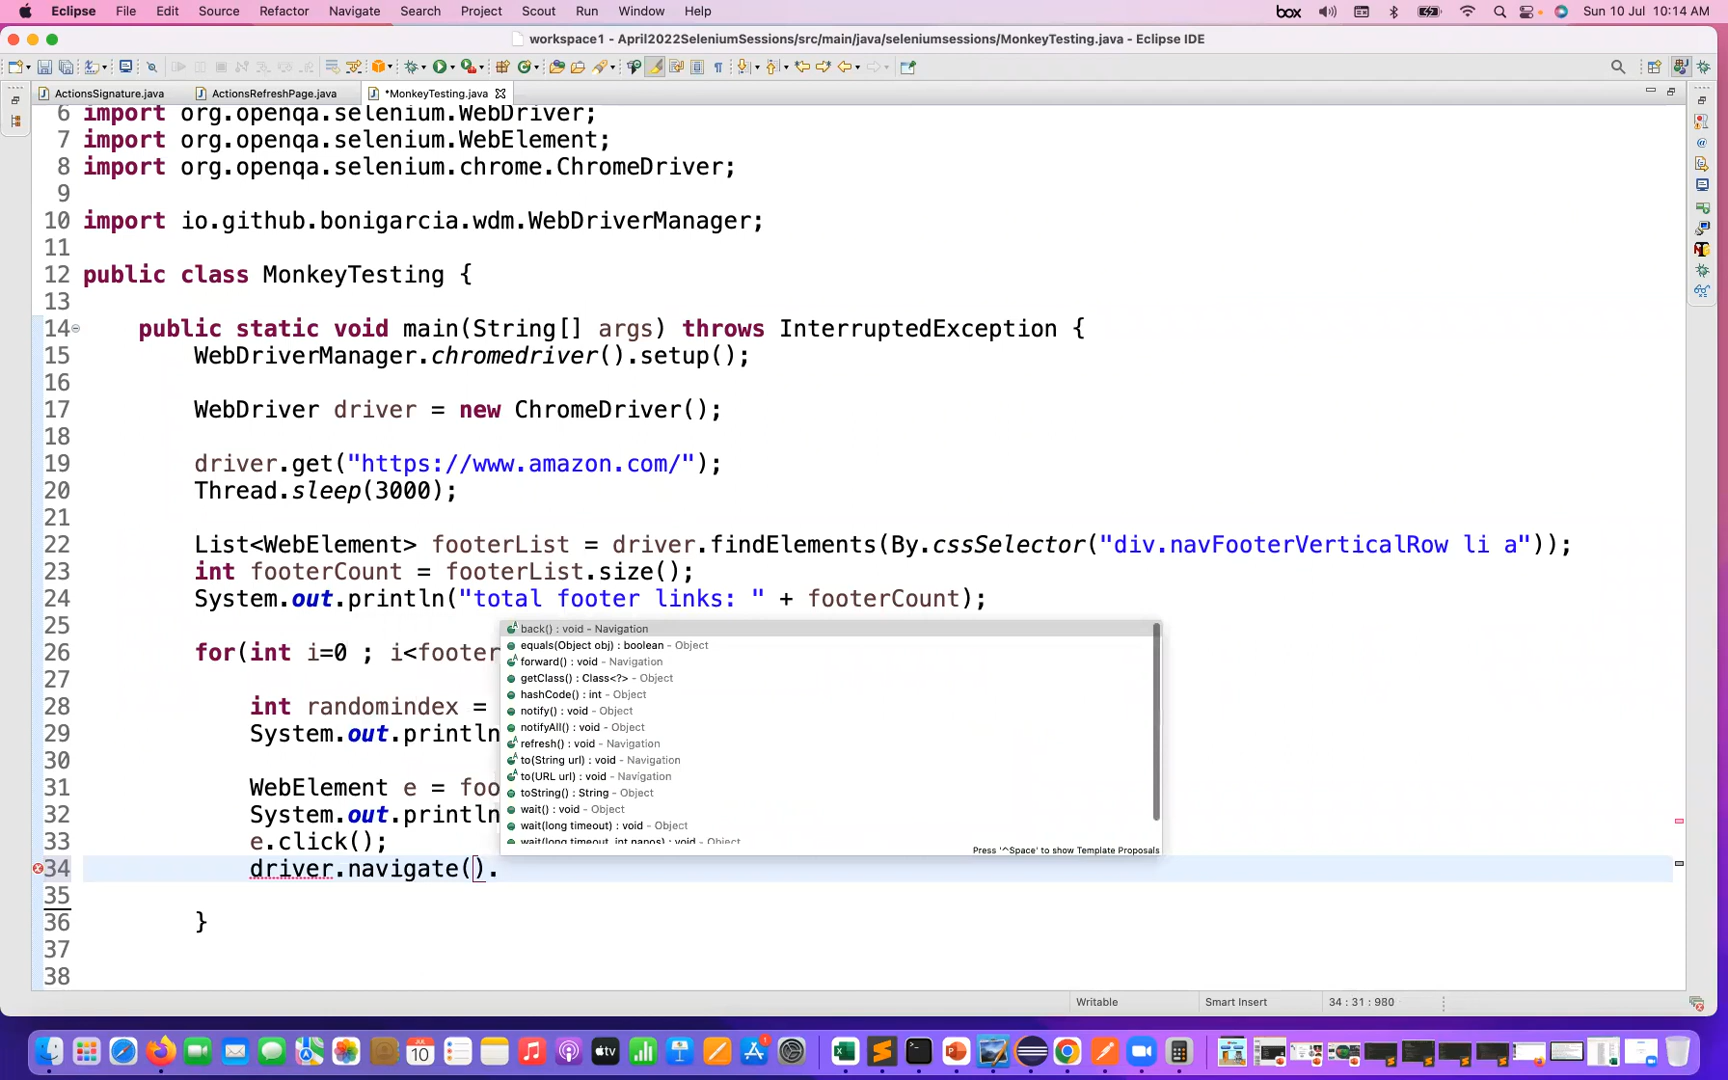 Eclipse File Edit Source Refactor Navigate Search Project Scout Run Window Help box Sun 10 Jul 10:14 AM
workspace1 - April2022SeleniumSessions/src/main/java/seleniumsessions/MonkeyTesting.java - Eclipse IDE
ActionsSignature.java ActionsRefreshPage.java *MonkeyTesting.java
6 import org.openqa.selenium.WebDriver;
7 import org.openqa.selenium.WebElement;
8 import org.openqa.selenium.chrome.ChromeDriver;
9
10 import io.github.bonigarcia.wdm.WebDriverManager;
11
12 public class MonkeyTesting {
13
14 public static void main(String[] args) throws InterruptedException {
15 WebDriverManager.chromedriver().setup();
16
17 WebDriver driver = new ChromeDriver();
18
19 driver.get("https://www.amazon.com/");
20 Thread.sleep(3000);
21
22 List<WebElement> footerList = driver.findElements(By.cssSelector("div.navFooterVerticalRow li a"));
23 int footerCount = footerList.size();
24 System.out.println("total footer links: " + footerCount);
25
26 for(int i=0 ; i<footer
27
28 int randomindex =
29 System.out.println
30
31 WebElement e = foo
32 System.out.println
33 e.click();
34 driver.navigate().
35
36 }
37
38
back() : void - Navigation
equals(Object obj) : boolean - Object
forward() : void - Navigation
getClass() : Class<?> - Object
hashCode() : int - Object
notify() : void - Object
notifyAll() : void - Object
refresh() : void - Navigation
to(String url) : void - Navigation
to(URL url) : void - Navigation
toString() : String - Object
wait() : void - Object
wait(long timeout) : void - Object
wait(long timeout, int nanos) : void - Object
Press '^Space' to show Template Proposals
Writable Smart Insert 34 : 31 : 980
JUL
10